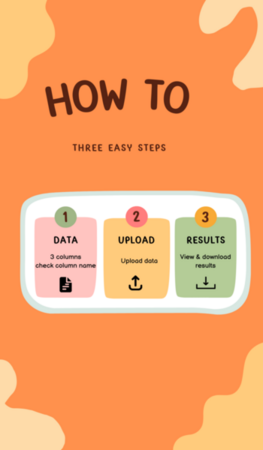 HOW TO
THREE EASY STEPS
1
DATA
3 columns
check column name
2
UPLOAD
Upload data
3
RESULTS
View & download
results